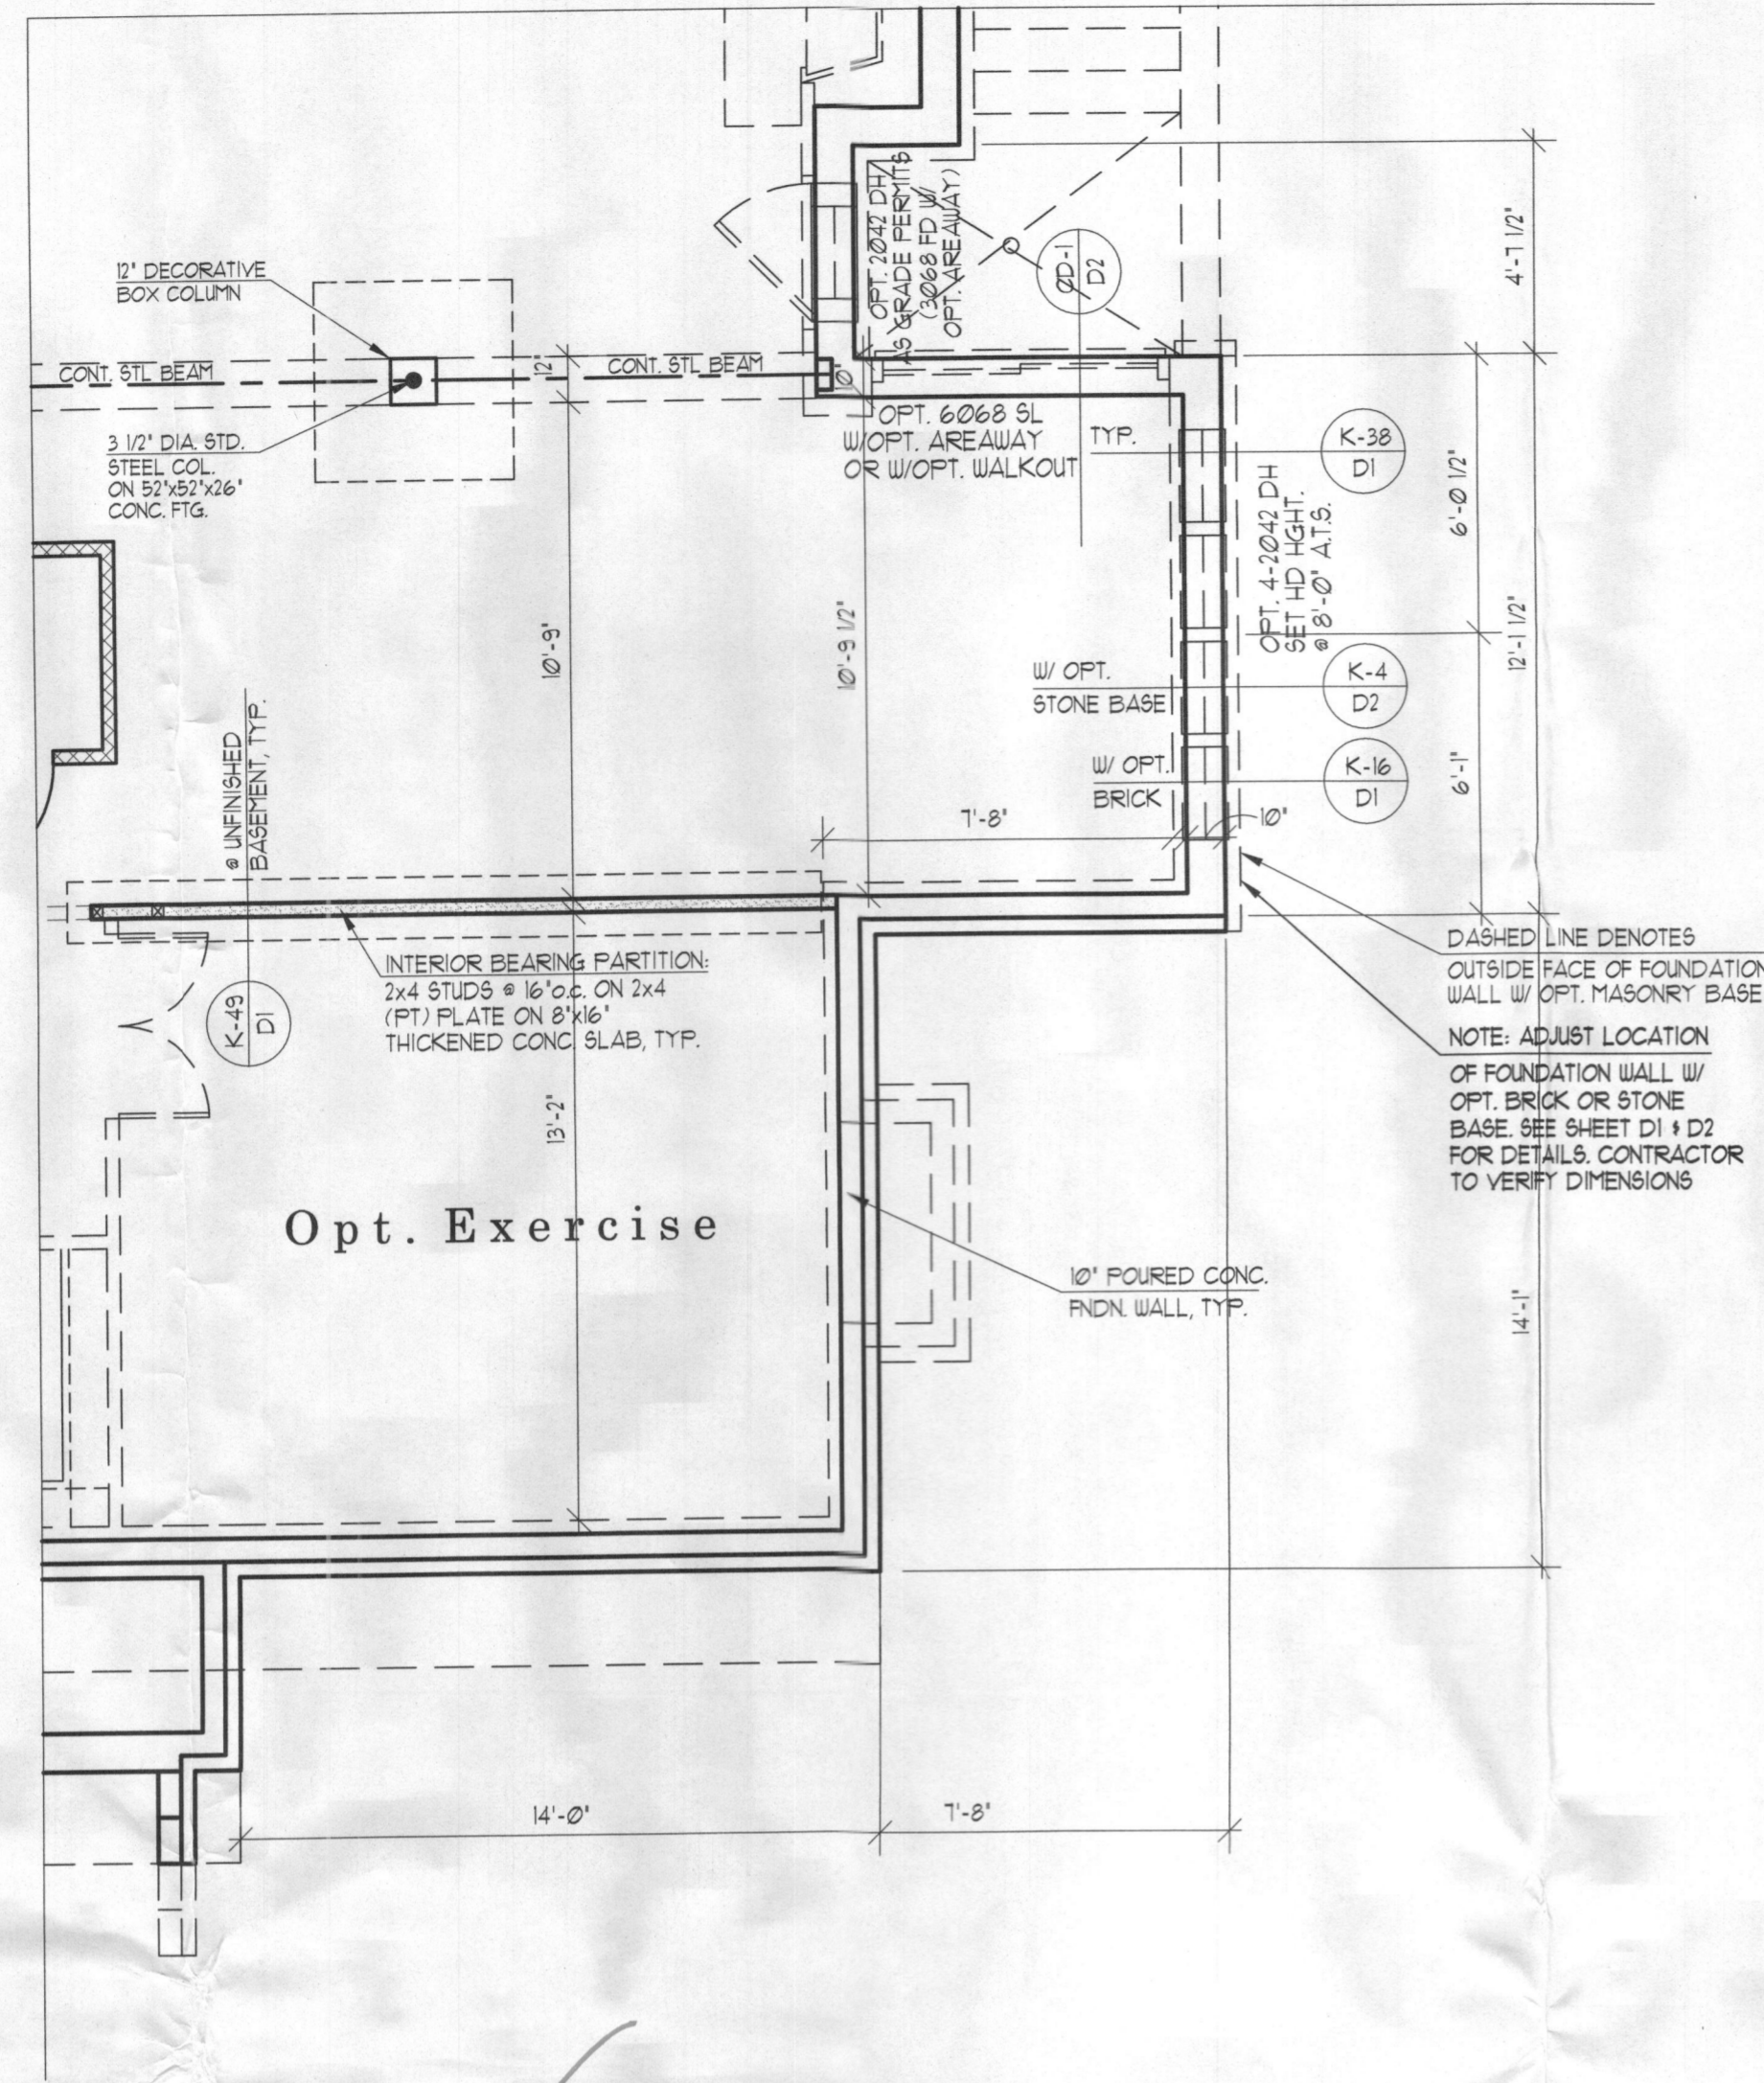 12" DECORATIVE
BOX COLUMN
CONT. STL BEAM
12"
CONT. STL BEAM
3 1/2" DIA. STD.
STEEL COL.
ON 52"x52"x26"
CONC. FTG.
OPT. 2042 DH/
AS GRADE PERMITS
(3068 FD W/
OPT. AREAWAY)
10"
OD-1
D2
4'-7 1/2"
OPT. 6068 SL
W/OPT. AREAWAY
OR W/OPT. WALKOUT
TYP.
K-38
D1
OPT. 4-2042 DH
SET HD HGHT.
@ 8'-0" A.T.S.
6'-0 1/2"
12'-1 1/2"
10'-9"
10'-9 1/2"
W/ OPT.
STONE BASE
K-4
D2
W/ OPT.
BRICK
K-16
D1
6'-1"
@ UNFINISHED
BASEMENT, TYP.
K-49
D1
7'-8"
10"
INTERIOR BEARING PARTITION:
2x4 STUDS @ 16"o.c. ON 2x4
(PT) PLATE ON 8"x16"
THICKENED CONC. SLAB, TYP.
DASHED LINE DENOTES
OUTSIDE FACE OF FOUNDATION
WALL W/ OPT. MASONRY BASE
NOTE: ADJUST LOCATION
OF FOUNDATION WALL W/
OPT. BRICK OR STONE
BASE. SEE SHEET D1 & D2
FOR DETAILS. CONTRACTOR
TO VERIFY DIMENSIONS
13'-2"
Opt. Exercise
10" POURED CONC.
FNDN. WALL, TYP.
14'-1"
14'-0"
7'-8"